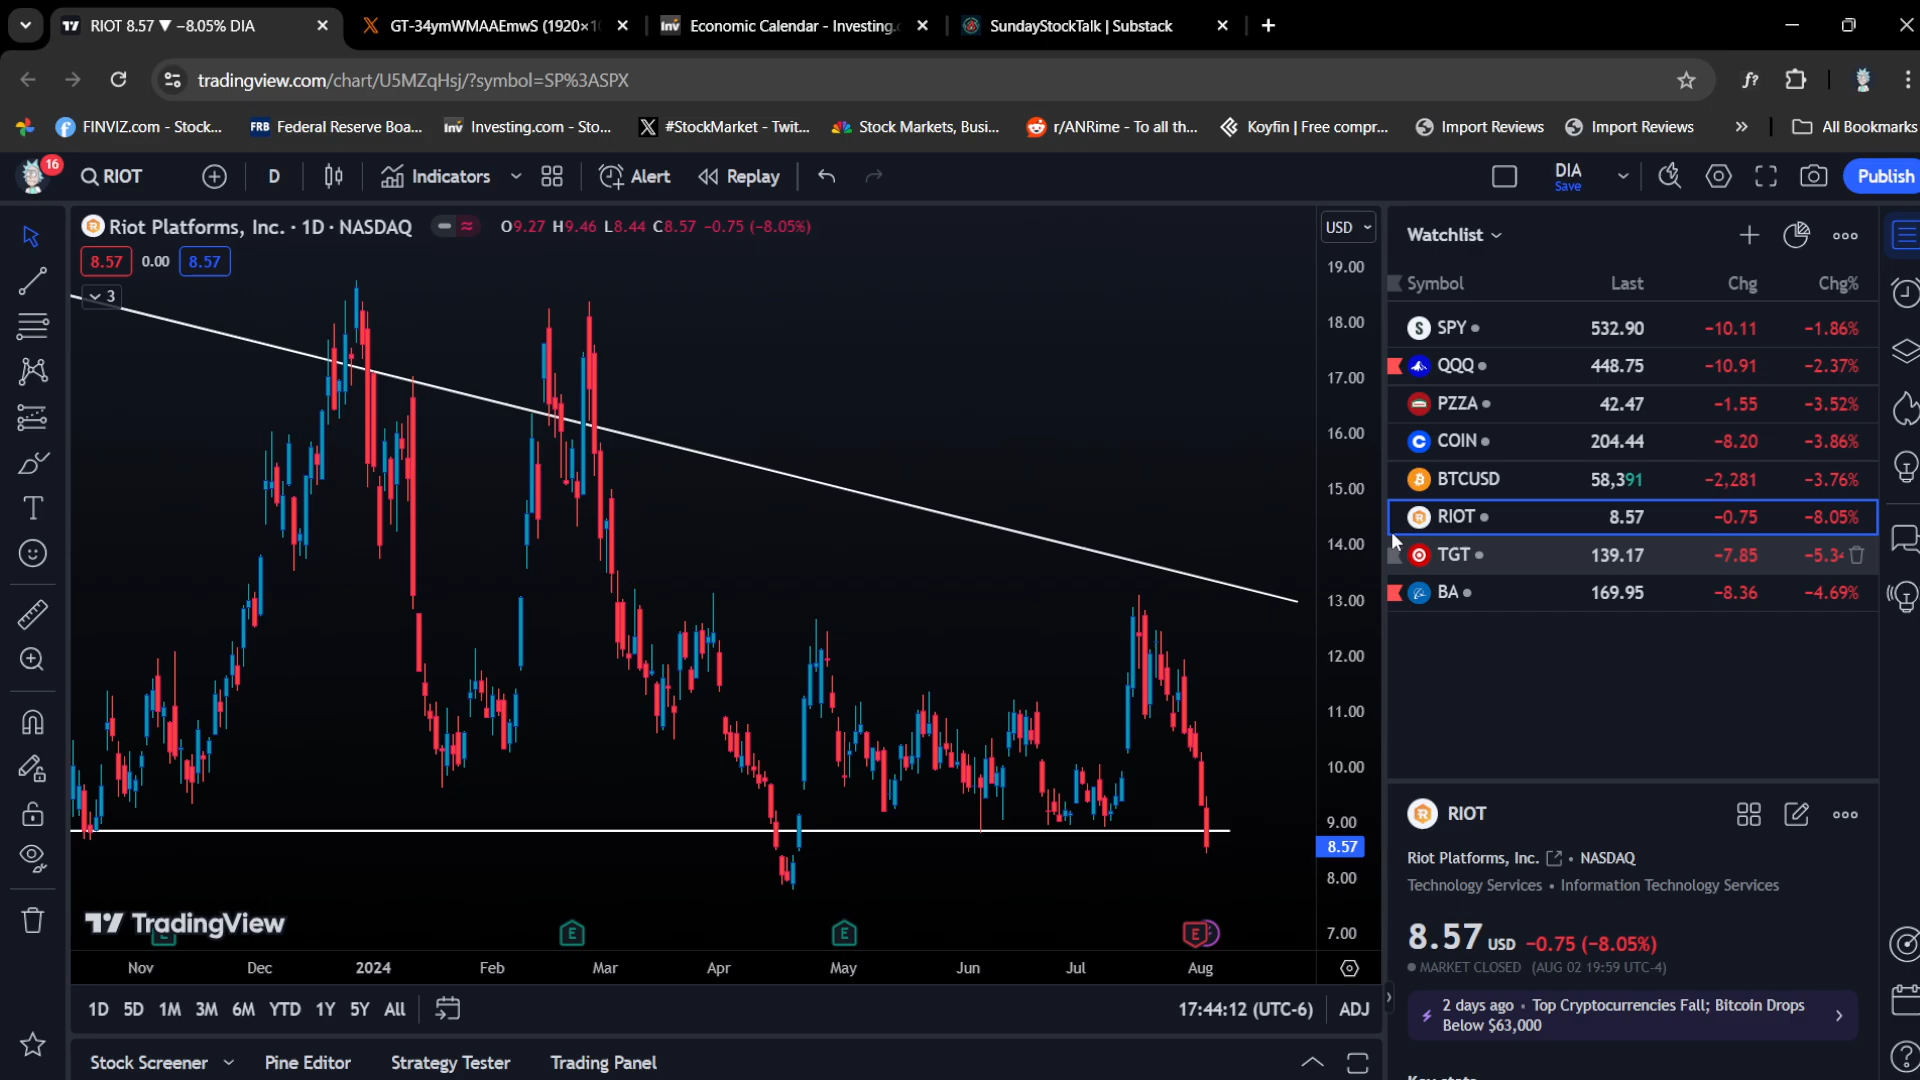 RIOT 8.57 ▼ −8.05% DIA
GT-34ymWMAAEmwS (1920×1
Economic Calendar - Investing.
SundayStockTalk | Substack
tradingview.com/chart/U5MZqHsj/?symbol=SP%3ASPX
FINVIZ.com - Stock...
FRB Federal Reserve Boa...
Inv Investing.com - Sto...
#StockMarket - Twit...
Stock Markets, Busi...
r/ANRime - To all th...
Koyfin | Free compr...
Import Reviews
Import Reviews
All Bookmarks
16
RIOT
D
Indicators
Alert
Replay
DIA
Save
Publish
Riot Platforms, Inc. · 1D · NASDAQ
O9.27 H9.46 L8.44 C8.57 −0.75 (−8.05%)
8.57 0.00 8.57
3
USD
19.00
18.00
17.00
16.00
15.00
14.00
13.00
12.00
11.00
10.00
9.00
8.57
8.00
7.00
TradingView
E
E
E
Nov Dec 2024 Feb Mar Apr May Jun Jul Aug
1D 5D 1M 3M 6M YTD 1Y 5Y All
17:44:12 (UTC-6) ADJ
Stock Screener Pine Editor Strategy Tester Trading Panel
Watchlist
Symbol Last Chg Chg%
SPY 532.90 −10.11 −1.86%
QQQ 448.75 −10.91 −2.37%
PZZA 42.47 −1.55 −3.52%
COIN 204.44 −8.20 −3.86%
BTCUSD 58,391 −2,281 −3.76%
RIOT 8.57 −0.75 −8.05%
TGT 139.17 −7.85 −5.34
BA 169.95 −8.36 −4.69%
RIOT
Riot Platforms, Inc. • NASDAQ
Technology Services • Information Technology Services
8.57 USD −0.75 (−8.05%)
MARKET CLOSED (AUG 02 19:59 UTC-4)
2 days ago · Top Cryptocurrencies Fall; Bitcoin Drops
Below $63,000